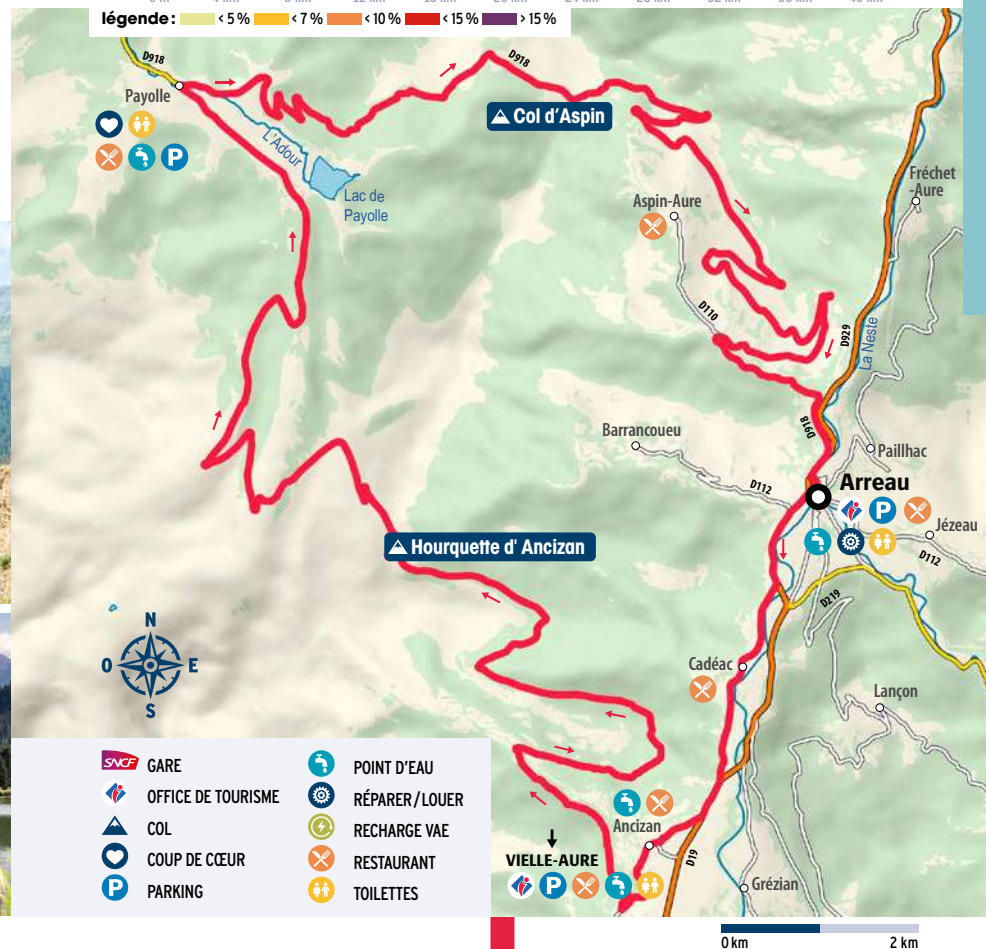 légende : < 5 % < 7 % < 10 % < 15 % > 15 %
D918
Payolle
D918
Col d'Aspin
L'Adour
Lac de
Payolle
Fréchet
-Aure
Aspin-Aure
D110
La Neste
D929
D918
Barrancoueu
D112
Paillhac
Arreau
Jézeau
D112
Hourquette d' Ancizan
D219
N
O E
S
Cadéac
Lançon
Ancizan
VIELLE-AURE
D19
Grézian
SNCF GARE
OFFICE DE TOURISME
COL
COUP DE CŒUR
P PARKING
POINT D'EAU
RÉPARER / LOUER
RECHARGE VAE
RESTAURANT
TOILETTES
0 km 2 km